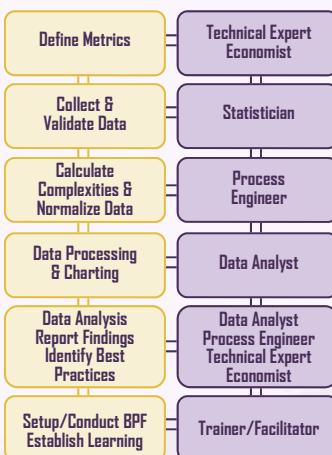 Define Metrics
Technical Expert
Economist
Collect &
Validate Data
Statistician
Calculate
Complexities &
Normalize Data
Process
Engineer
Data Processing
& Charting
Data Analyst
Data Analysis
Report Findings
Identify Best
Practices
Data Analyst
Process Engineer
Technical Expert
Economist
Setup/Conduct BPF
Establish Learning
Trainer/Facilitator